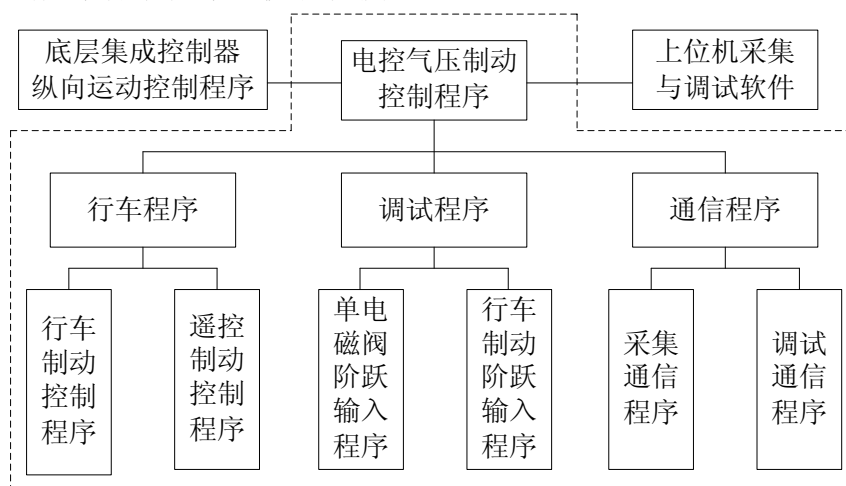 底层集成控制器
纵向运动控制程序
电控气压制动
控制程序
上位机采集
与调试软件
行车程序
调试程序
通信程序
行车
制动
控制
程序
遥控
制动
控制
程序
单电
磁阀
阶跃
输入
程序
行车
制动
阶跃
输入
程序
采集
通信
程序
调试
通信
程序